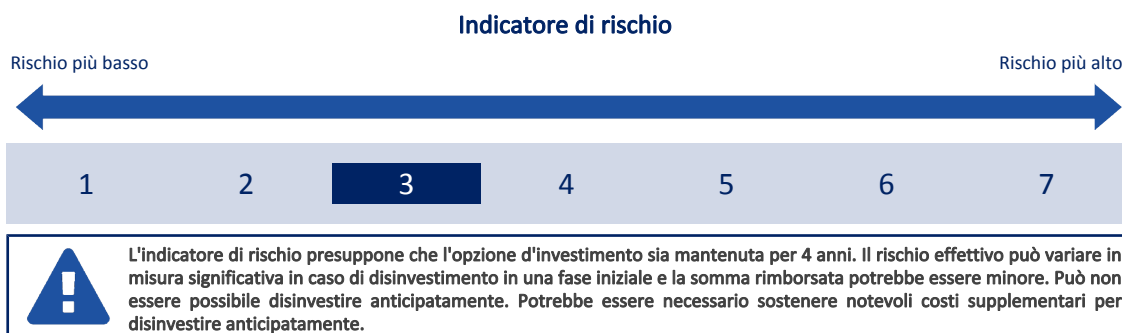 Indicatore di rischio
Rischio più basso
Rischio più alto
1 2 3 4 5 6 7
L'indicatore di rischio presuppone che l'opzione d'investimento sia mantenuta per 4 anni. Il rischio effettivo può variare in
misura significativa in caso di disinvestimento in una fase iniziale e la somma rimborsata potrebbe essere minore. Può non
essere possibile disinvestire anticipatamente. Potrebbe essere necessario sostenere notevoli costi supplementari per
disinvestire anticipatamente.